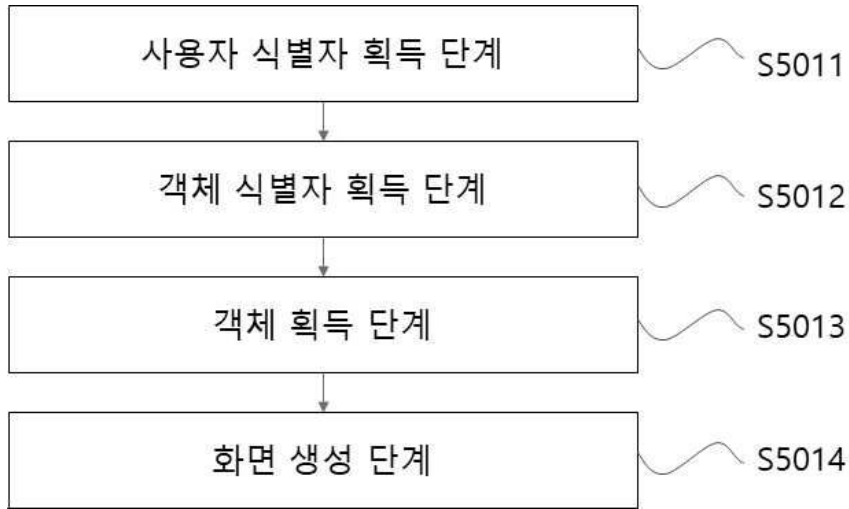 사용자 식별자 획득 단계
S5011
객체 식별자 획득 단계
S5012
객체 획득 단계
S5013
화면 생성 단계
S5014